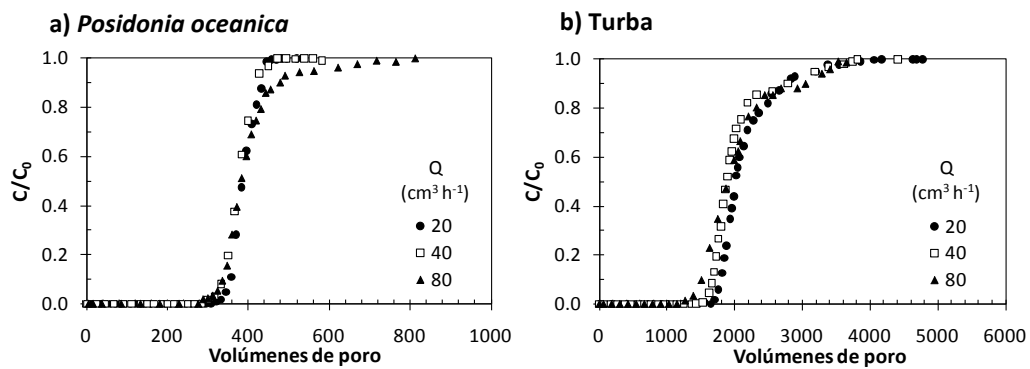 a) Posidonia oceanica
C/C0
1.0
0.8
0.6
0.4
0.2
0.0
Q
(cm³ h⁻¹)
20
40
80
0 200 400 600 800 1000
Volúmenes de poro
b) Turba
C/C0
1.0
0.8
0.6
0.4
0.2
0.0
Q
(cm³ h⁻¹)
20
40
80
0 1000 2000 3000 4000 5000 6000
Volúmenes de poro